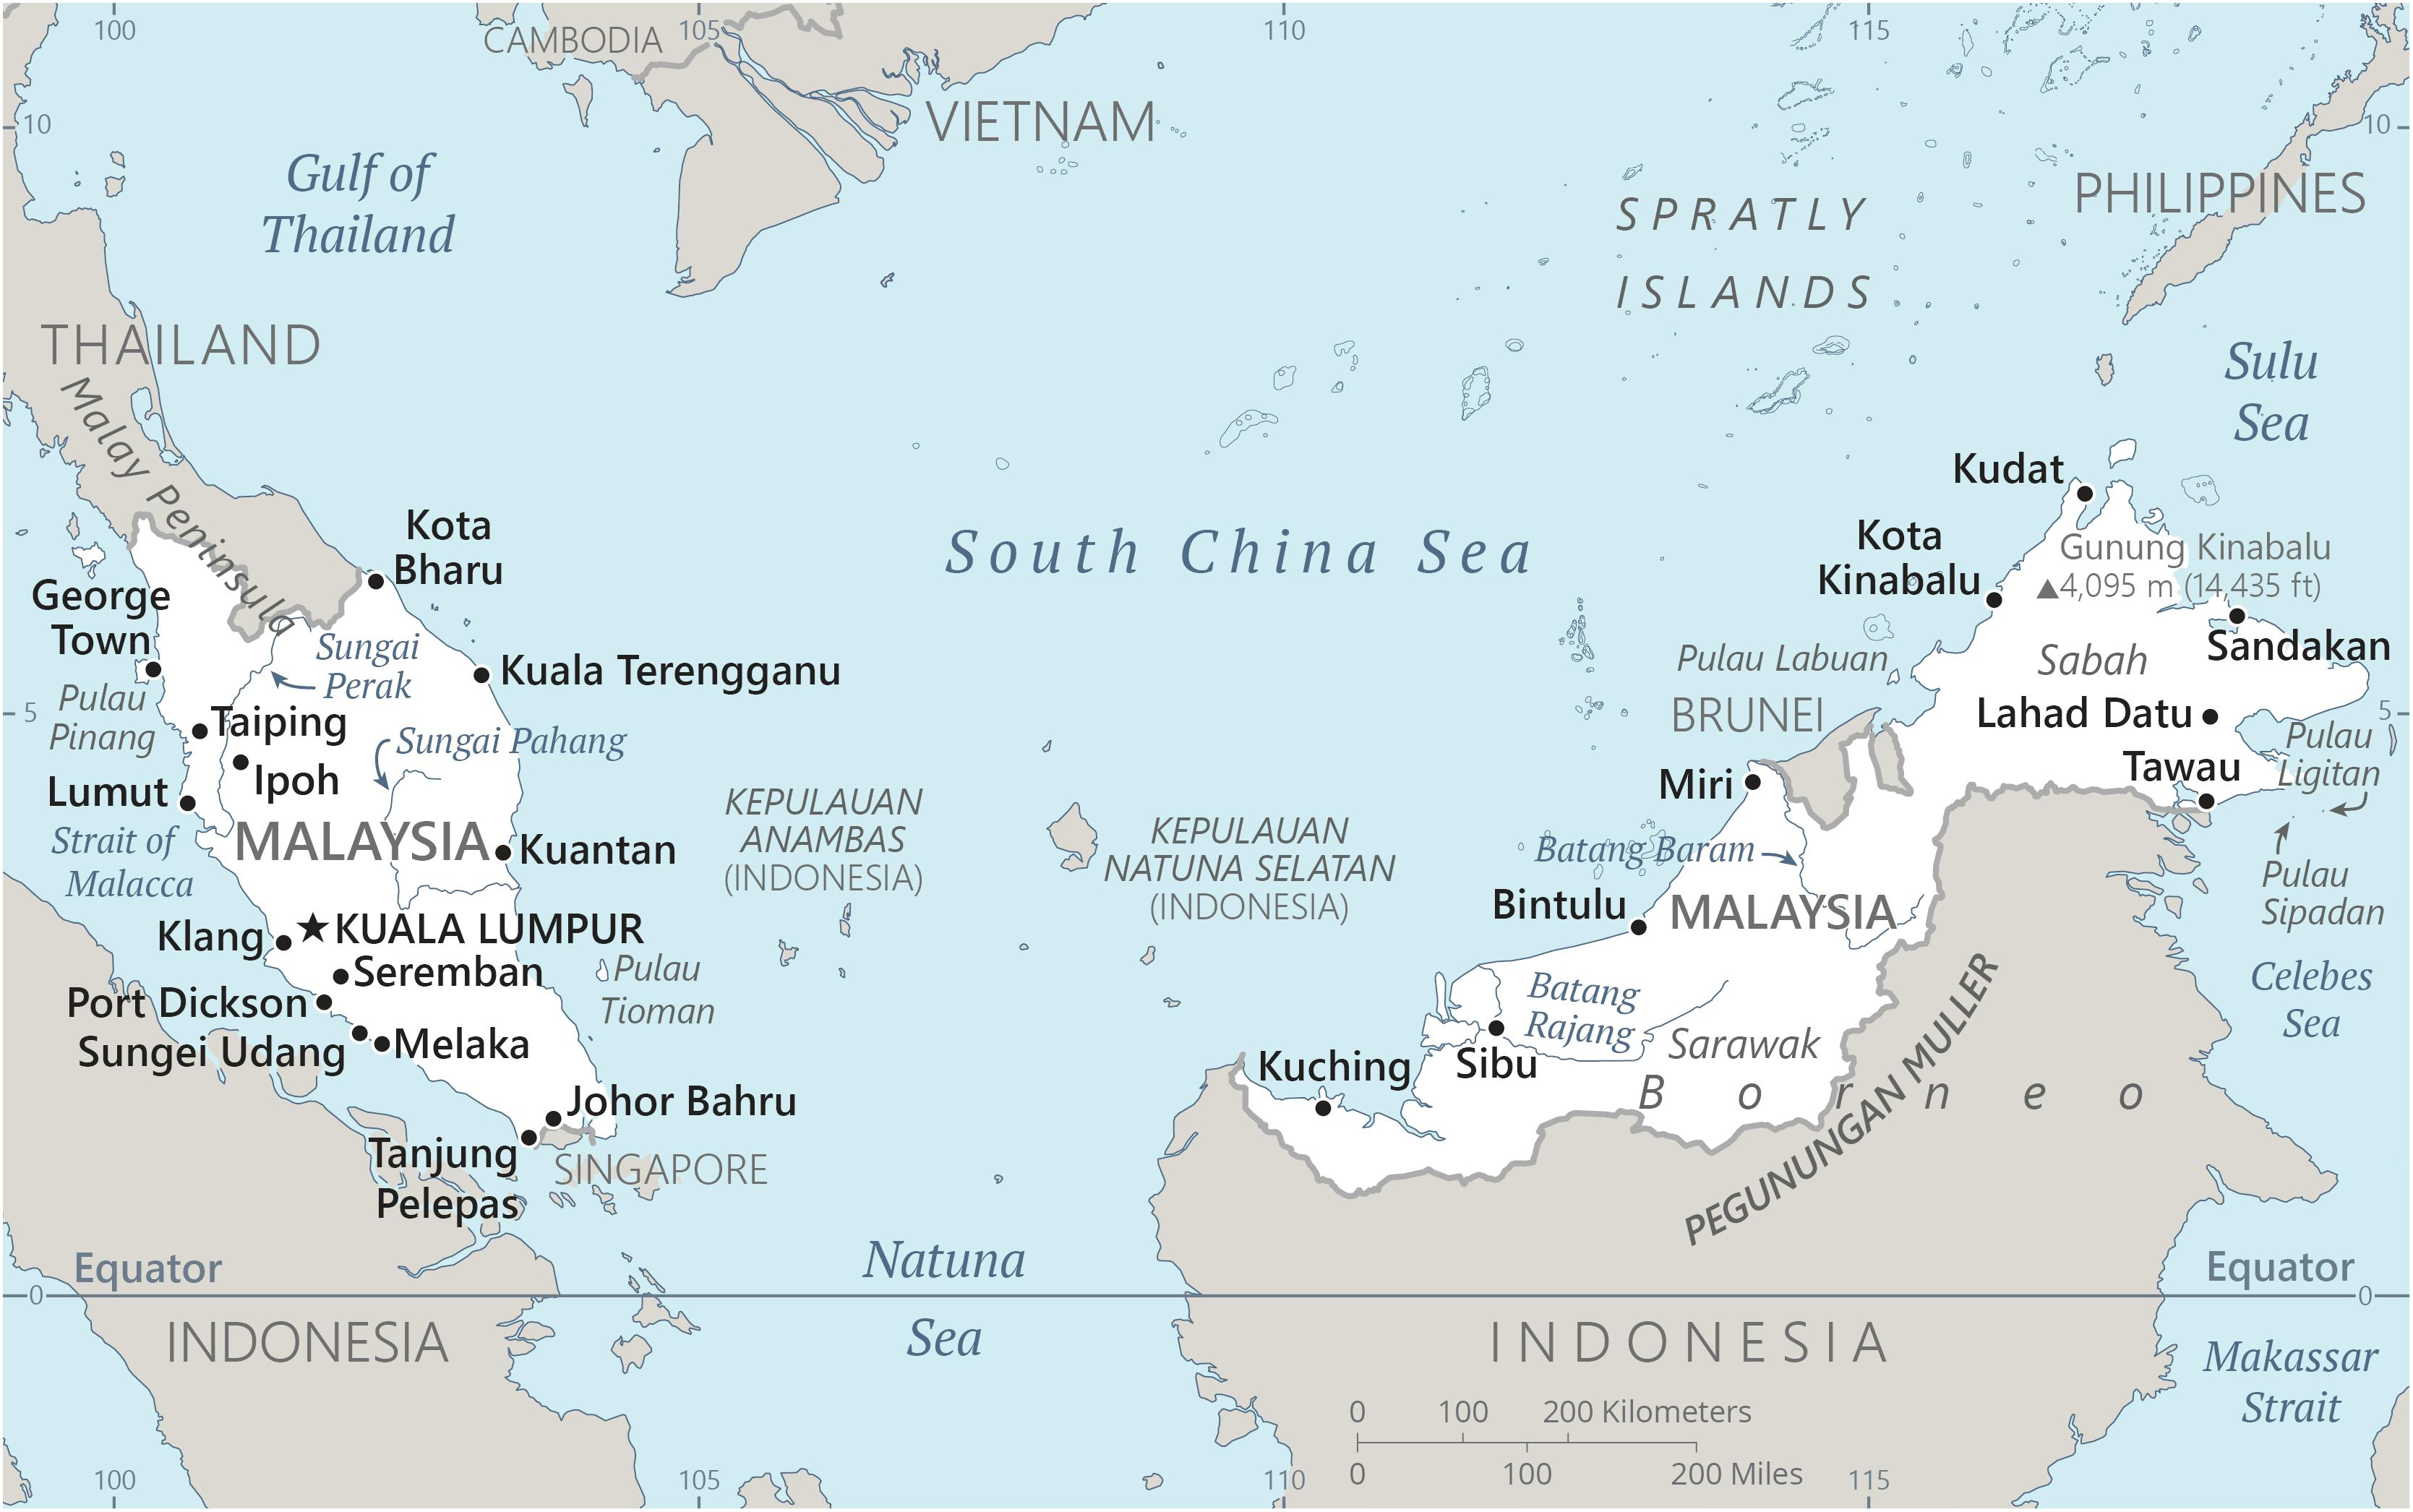 100
CAMBODIA
105
110
115
10
VIETNAM
10
Gulf of
Thailand
PHILIPPINES
SPRATLY
ISLANDS
THAILAND
Malay Peninsula
Sulu
Sea
Kudat
Kota
Bharu
South China Sea
Kota
Kinabalu
Gunung Kinabalu
4,095 m (14,435 ft)
George
Town
Sungai
Perak
Kuala Terengganu
Pulau Labuan
Sabah
Sandakan
Pulau
Pinang
5
Taiping
Sungai Pahang
BRUNEI
Lahad Datu
5
Pulau
Ligitan
Ipoh
Lumut
Miri
Tawau
Strait of
Malacca
MALAYSIA
Kuantan
KEPULAUAN
ANAMBAS
(INDONESIA)
KEPULAUAN
NATUNA SELATAN
(INDONESIA)
Batang Baram
Pulau
Sipadan
Bintulu
MALAYSIA
Klang
KUALA LUMPUR
Seremban
Pulau
Tioman
Port Dickson
Sungei Udang
Melaka
Batang
Rajang
Sarawak
Celebes
Sea
Kuching
Sibu
Borneo
PEGUNUNGAN MULLER
Johor Bahru
Tanjung
Pelepas
SINGAPORE
Equator
Natuna
Sea
Equator
0
0
INDONESIA
INDONESIA
Makassar
Strait
0 100 200 Kilometers
0 100 200 Miles
100
105
110
115